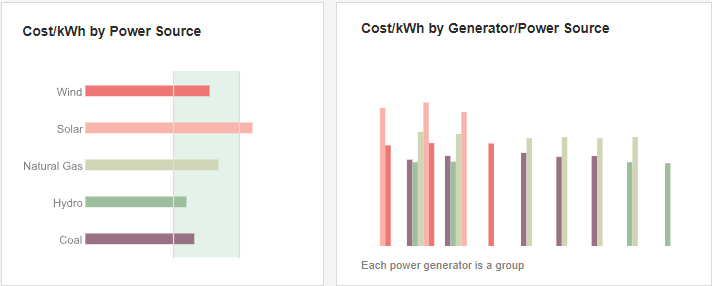 Cost/kWh by Power Source
Wind
Solar
Natural Gas
Hydro
Coal
Cost/kWh by Generator/Power Source
Each power generator is a group